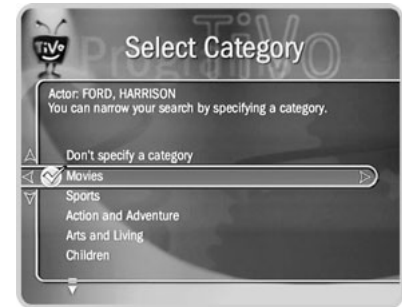 TiVo
Select Category
Actor: FORD, HARRISON
You can narrow your search by specifying a category.
Don't specify a category
Movies
Sports
Action and Adventure
Arts and Living
Children